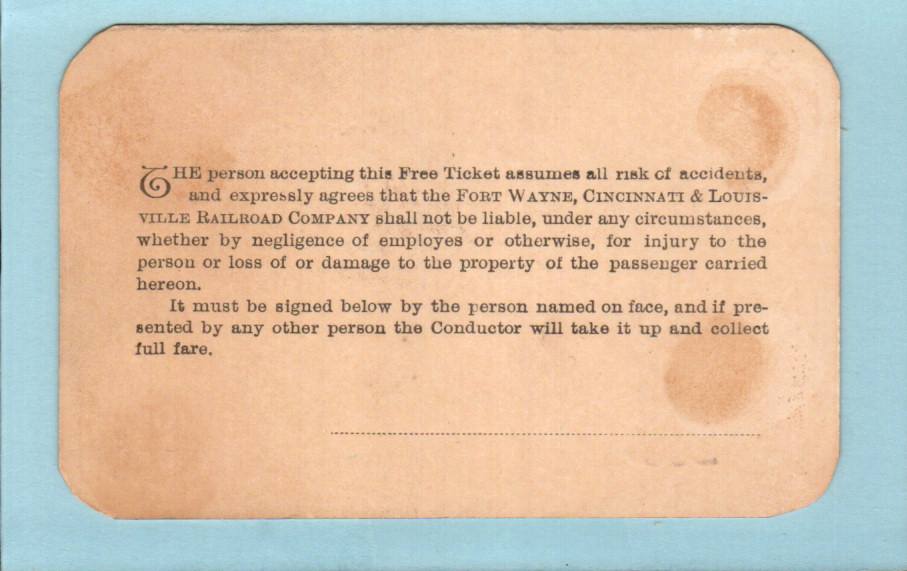 THE person accepting this Free Ticket assumes all risk of accidents,
and expressly agrees that the FORT WAYNE, CINCINNATI & LOUIS-
VILLE RAILROAD COMPANY shall not be liable, under any circumstances,
whether by negligence of employes or otherwise, for injury to the
person or loss of or damage to the property of the passenger carried
hereon.
It must be signed below by the person named on face, and if pre-
sented by any other person the Conductor will take it up and collect
full fare.